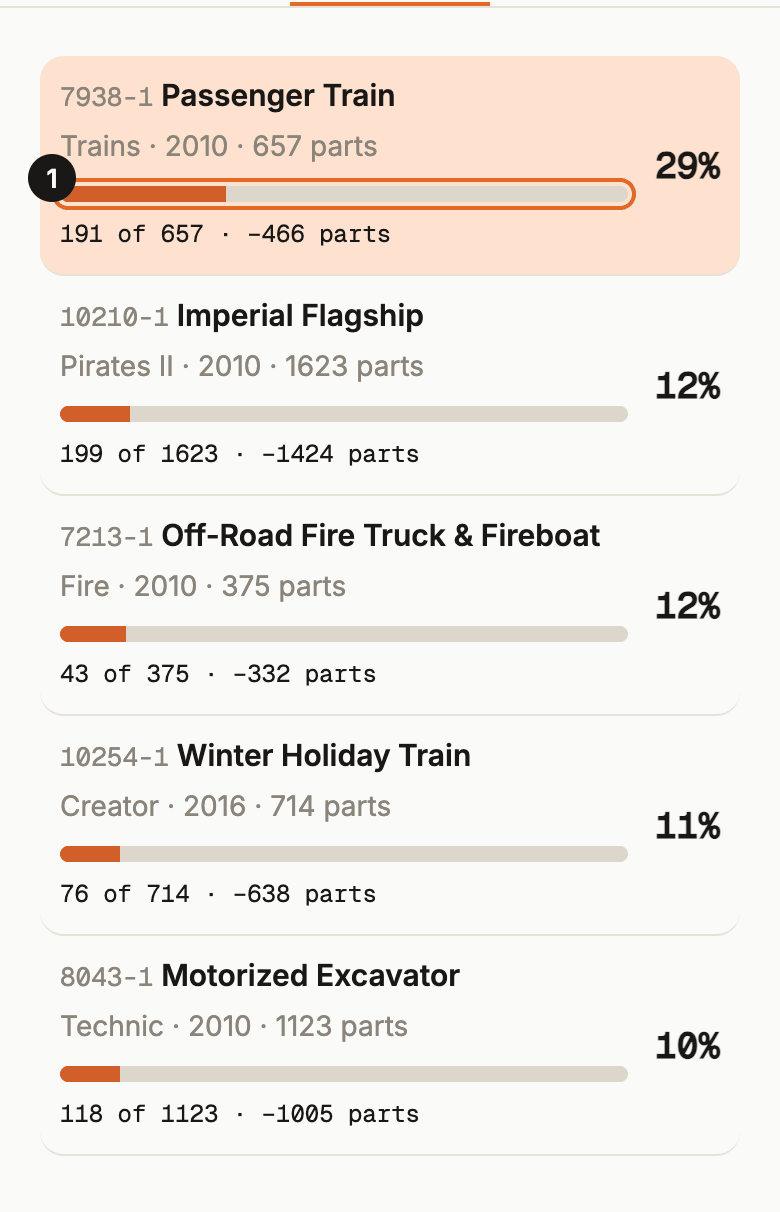 7938-1 Passenger Train
Trains · 2010 · 657 parts
29%
1
191 of 657 · −466 parts
10210-1 Imperial Flagship
Pirates II · 2010 · 1623 parts
12%
199 of 1623 · −1424 parts
7213-1 Off-Road Fire Truck & Fireboat
Fire · 2010 · 375 parts
12%
43 of 375 · −332 parts
10254-1 Winter Holiday Train
Creator · 2016 · 714 parts
11%
76 of 714 · −638 parts
8043-1 Motorized Excavator
Technic · 2010 · 1123 parts
10%
118 of 1123 · −1005 parts